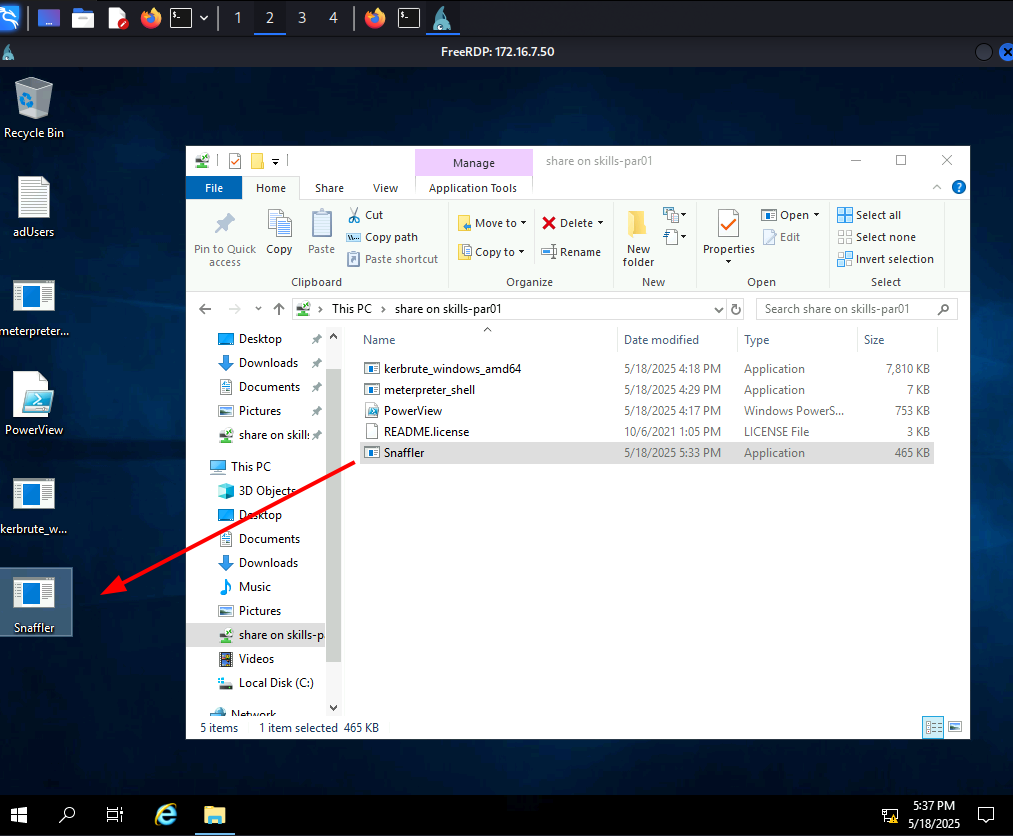 1 2 3 4
FreeRDP: 172.16.7.50
Recycle Bin
adUsers
meterpreter...
PowerView
kerbrute_w...
Snaffler
Manage
share on skills-par01
File
Home
Share
View
Application Tools
Pin to Quick
access
Copy
Paste
Cut
Copy path
Paste shortcut
Clipboard
Move to
Copy to
Delete
Rename
Organize
New
folder
New
Properties
Open
Edit
Open
Select all
Select none
Invert selection
Select
This PC > share on skills-par01
Search share on skills-par01
Desktop
Downloads
Documents
Pictures
share on skills
This PC
3D Objects
Desktop
Documents
Downloads
Music
Pictures
share on skills-p
Videos
Local Disk (C:)
Network
Name Date modified Type Size
kerbrute_windows_amd64 5/18/2025 4:18 PM Application 7,810 KB
meterpreter_shell 5/18/2025 4:29 PM Application 7 KB
PowerView 5/18/2025 4:17 PM Windows PowerS... 753 KB
README.license 10/6/2021 1:05 PM LICENSE File 3 KB
Snaffler 5/18/2025 5:33 PM Application 465 KB
5 items 1 item selected 465 KB
5:37 PM
5/18/2025